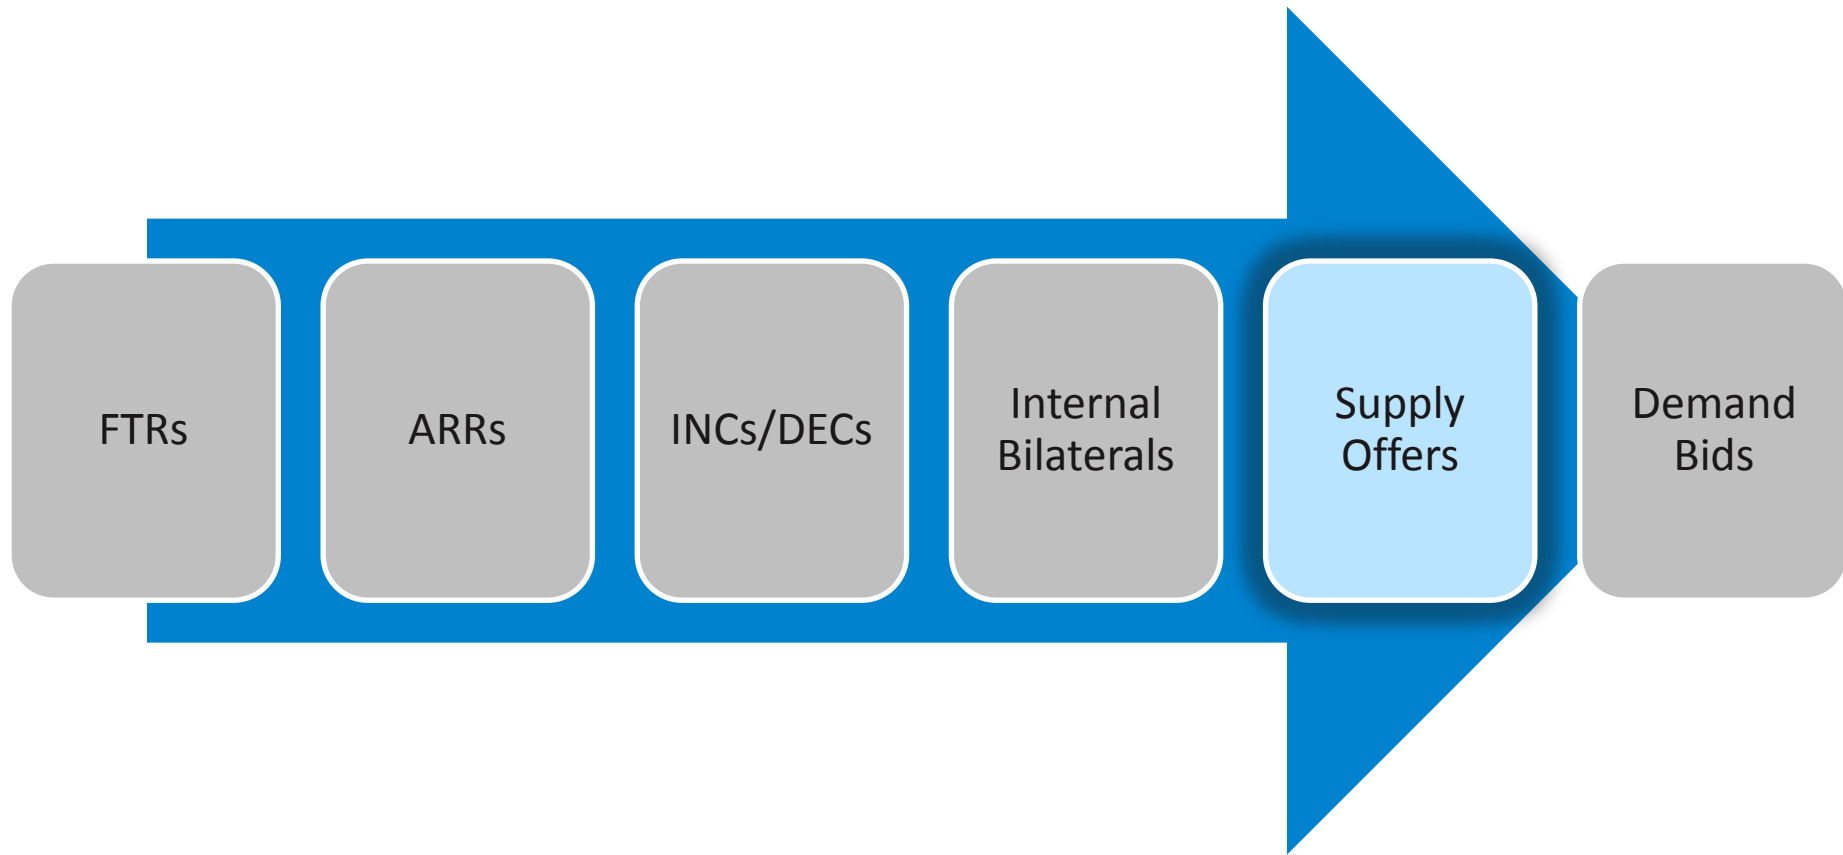 FTRs
ARRs
INCs/DECs
Internal
Bilaterals
Supply
Offers
Demand
Bids